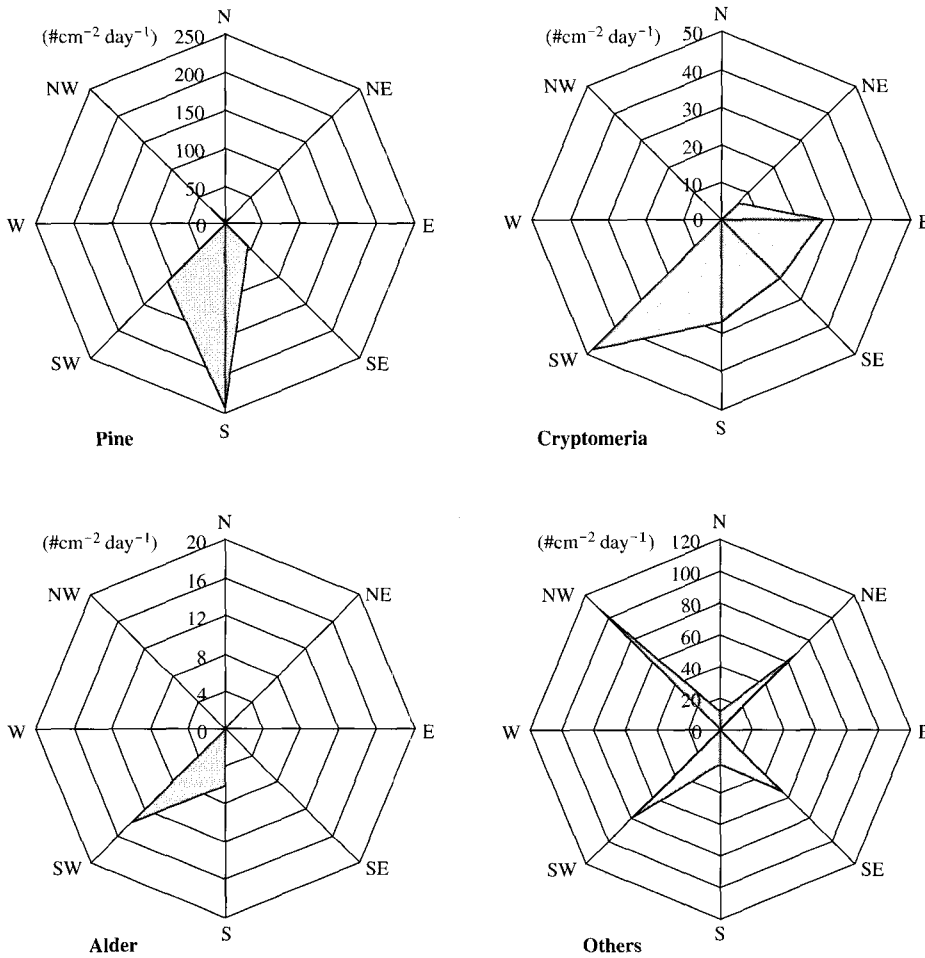 N
(#cm⁻² day⁻¹)
250
200
150
100
50
0
NW
NE
W
E
SW
SE
S
Pine
N
(#cm⁻² day⁻¹)
50
40
30
20
10
0
NW
NE
W
E
SW
SE
S
Cryptomeria
N
(#cm⁻² day⁻¹)
20
16
12
8
4
0
NW
NE
W
E
SW
SE
S
Alder
N
(#cm⁻² day⁻¹)
120
100
80
60
40
20
0
NW
NE
W
E
SW
SE
S
Others